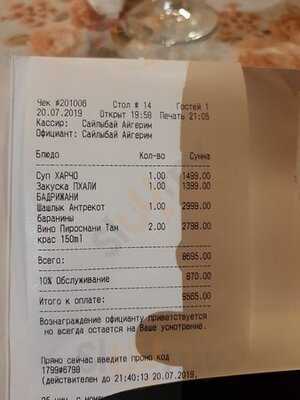 Чек #201006 Стол # 14 Гостей 1
20.07.2019 Открыт 19:58 Печать 21:05
Кассир: Сайлыбай Айгерим
Официант: Сайлыбай Айгерим
Блюдо Кол-во Сумма
Суп ХАРЧО 1.00 1499.00
Закуска ПХАЛИ 1.00 1399.00
БАДРИЖАНИ
Шашлык Антрекот 1.00 2999.00
баранины
Вино Пиросмани Там 2.00 2798.00
крас 150ml
Всего: 8695.00
10% Обслуживание 870.00
Итого к оплате: 9565.00
Вознаграждение официанту приветствуется
но всегда остается на Ваше усмотрение.
Прямо сейчас введите промо код
1799#6798
(действителен до 21:40:13 20.07.2019,